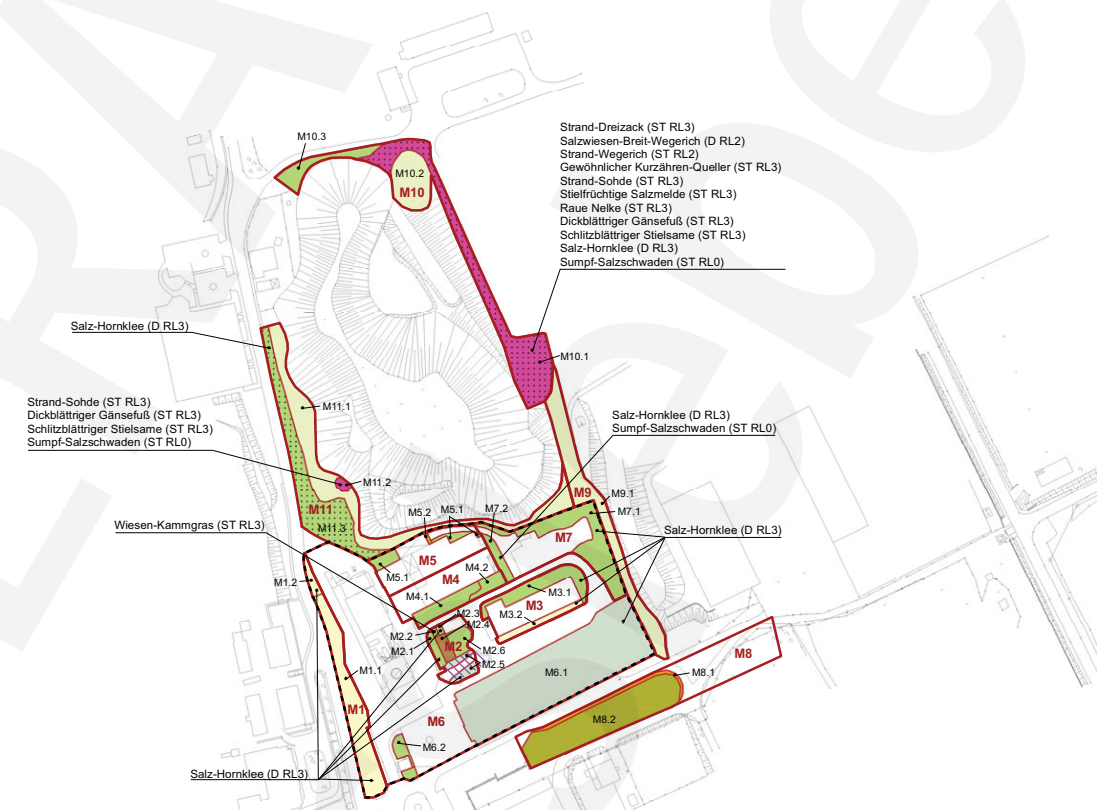 M10.3
Strand-Dreizack (ST RL3)
Salzwiesen-Breit-Wegerich (D RL2)
Strand-Wegerich (ST RL2)
Gewöhnlicher Kurzähren-Queller (ST RL3)
Strand-Sohde (ST RL3)
Stielfrüchtige Salzmelde (ST RL3)
Raue Nelke (ST RL3)
Dickblättriger Gänsefuß (ST RL3)
Schlitzblättriger Stielsame (ST RL3)
Salz-Hornklee (D RL3)
Sumpf-Salzschwaden (ST RL0)
M10.2
M10
Salz-Hornklee (D RL3)
M10.1
Strand-Sohde (ST RL3)
Dickblättriger Gänsefuß (ST RL3)
Schlitzblättriger Stielsame (ST RL3)
Sumpf-Salzschwaden (ST RL0)
M11.1
Salz-Hornklee (D RL3)
Sumpf-Salzschwaden (ST RL0)
M11.2
M9
M9.1
M11
M11.3
M5.2
M5.1
M7.2
M7.1
Wiesen-Kammgras (ST RL3)
Salz-Hornklee (D RL3)
M7
M5
M5.1
M4
M4.2
M1.2
M4.1
M3.1
M3
M3.2
M2.3
M2.4
M2.2
M2.1
M2
M2.6
M2.5
M8
M1.1
M6.1
M8.1
M1
M6
M8.2
M6.2
Salz-Hornklee (D RL3)